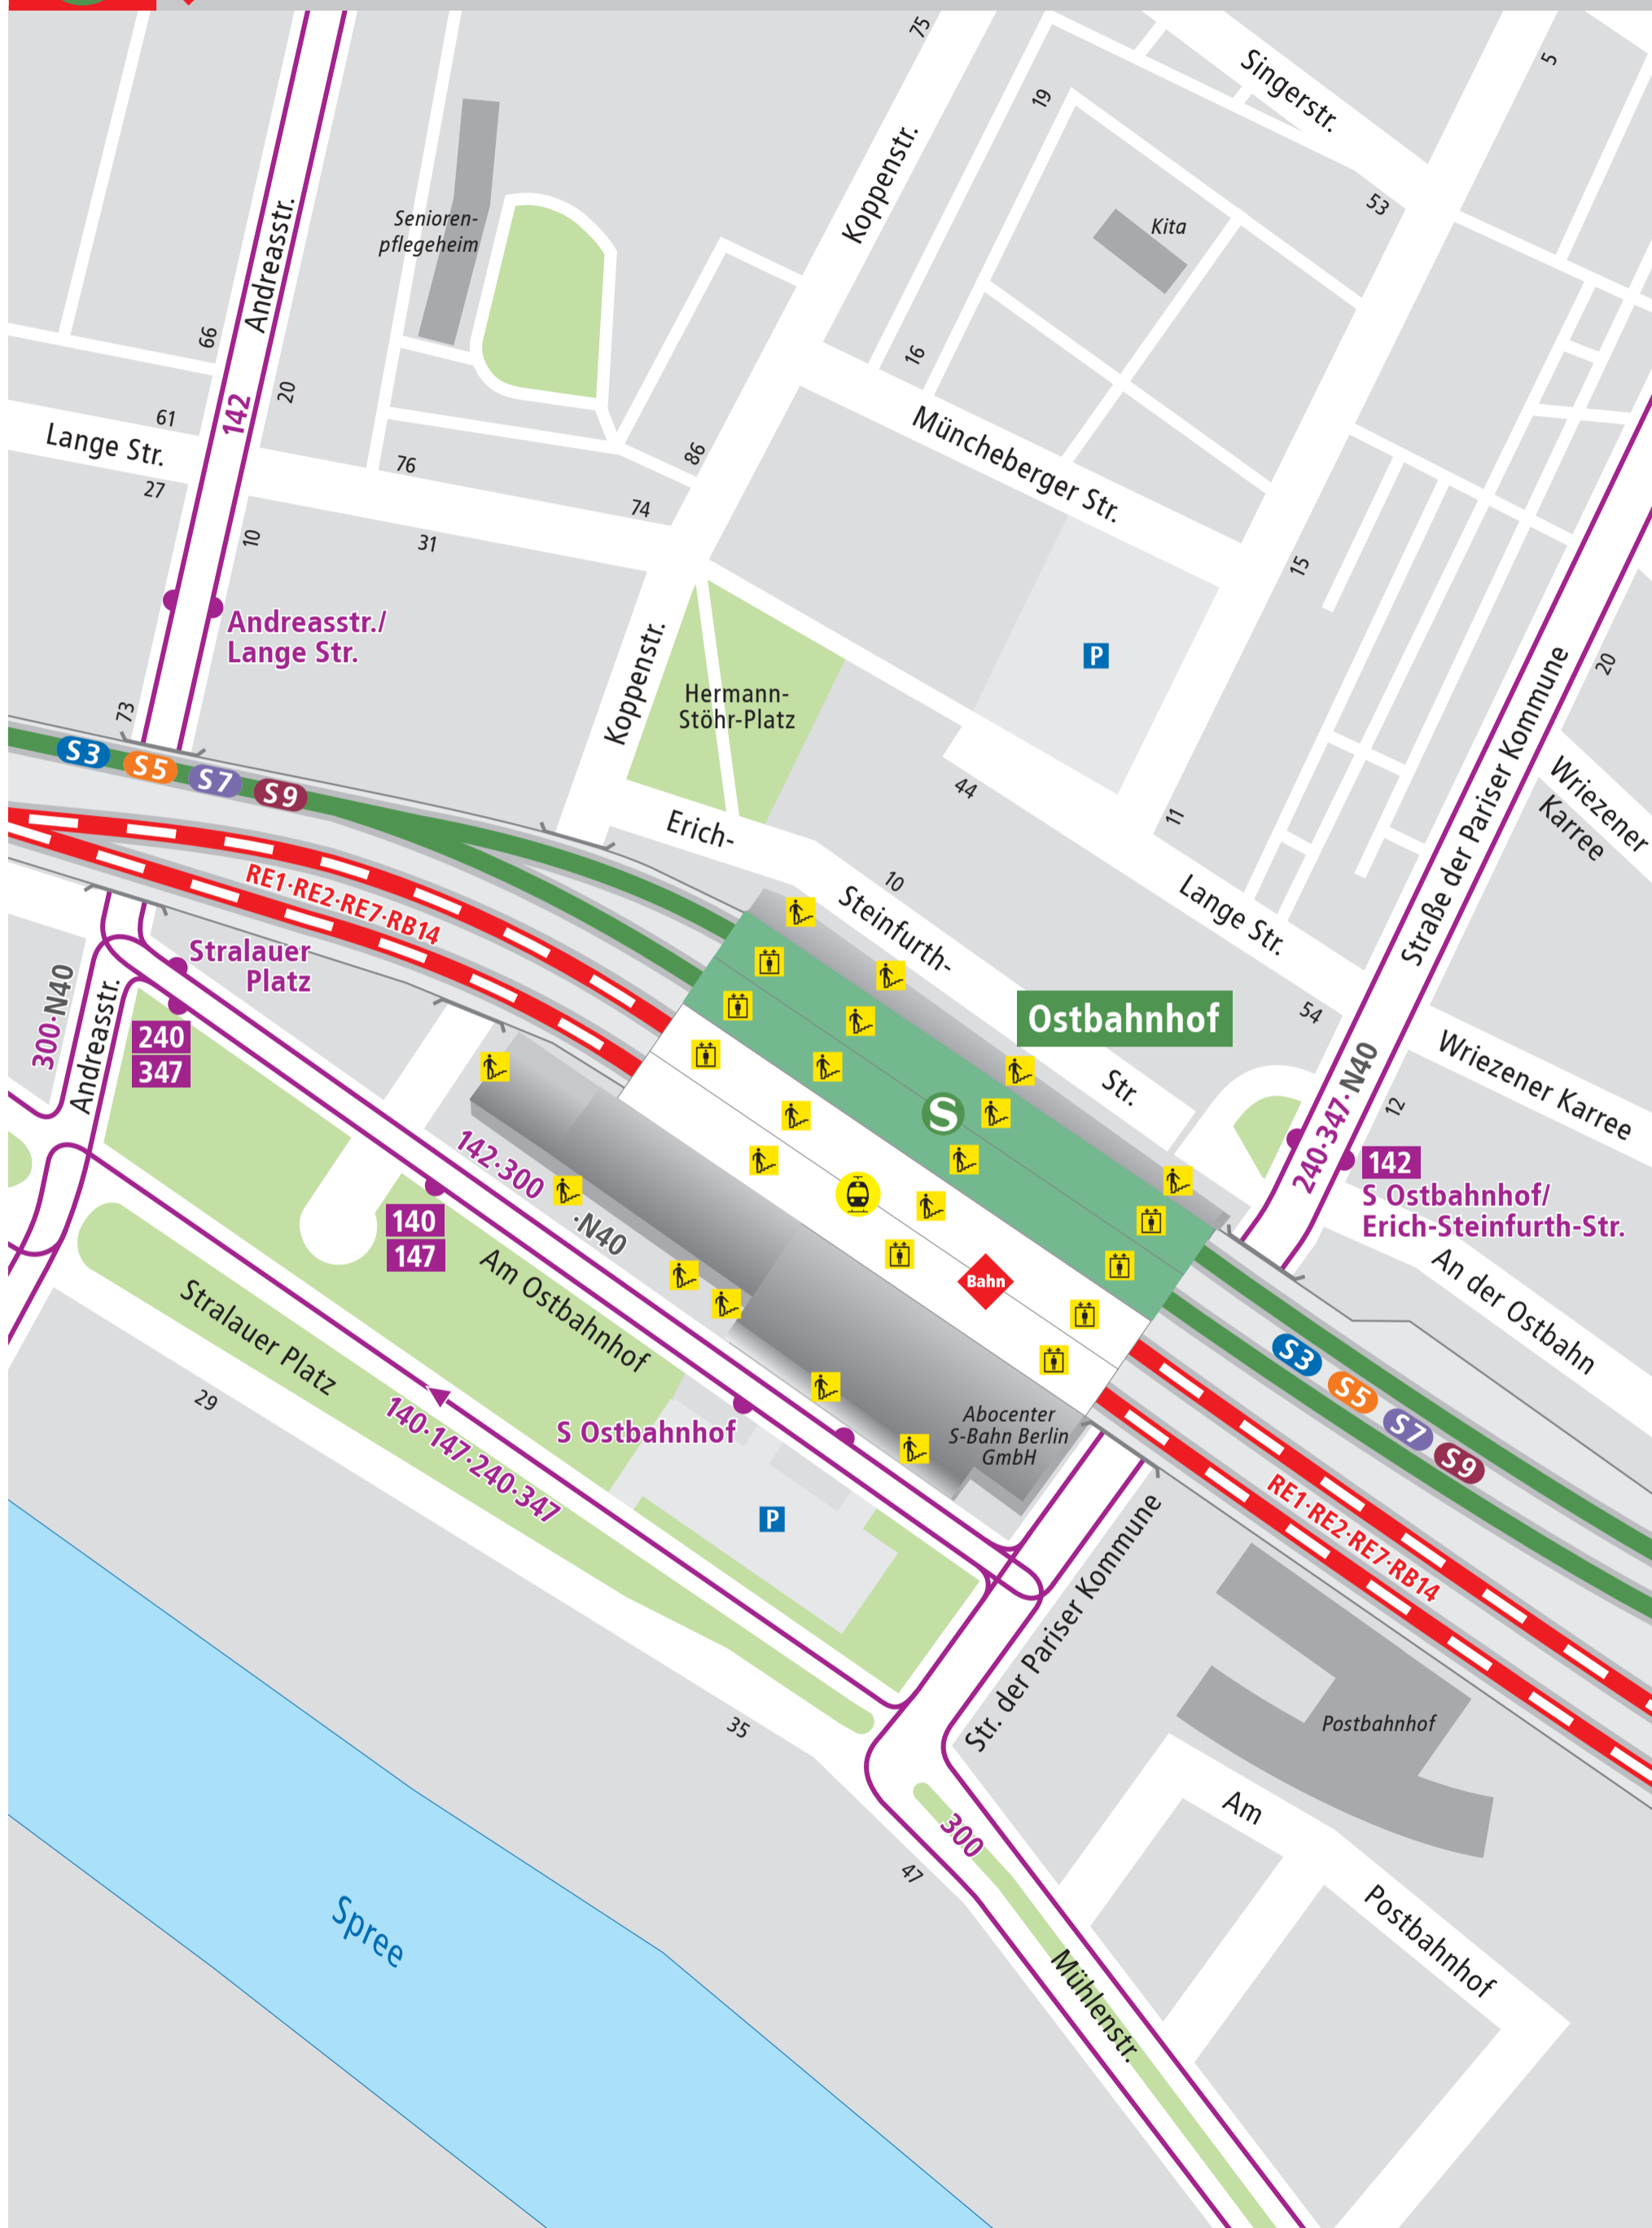 75
5
Singerstr.
19
Koppenstr.
53
Andreasstr.
Senioren-
pflegeheim
Kita
66
16
20
142
61
Lange Str.
27
76
86
Müncheberger Str.
74
10
31
15
Andreasstr./
Lange Str.
Koppenstr.
P
20
Hermann-
Stöhr-Platz
Straße der Pariser Kommune
73
S3
S5
S7
S9
44
11
Wriezener
Karree
Erich-
Steinfurth-
Str.
10
RE1·RE2·RE7·RB14
Lange Str.
Stralauer
Platz
300·N40
Andreasstr.
240
347
Ostbahnhof
54
Wriezener Karree
240·347·N40
12
S
142
S Ostbahnhof/
Erich-Steinfurth-Str.
142·300
·N40
140
147
Am Ostbahnhof
Bahn
An der Ostbahn
Stralauer Platz
29
S3
S5
S7
S9
140·147·240·347
S Ostbahnhof
Abocenter
S-Bahn Berlin
GmbH
P
RE1·RE2·RE7·RB14
Str. der Pariser Kommune
35
Postbahnhof
Am
Postbahnhof
300
47
Spree
Mühlenstr.